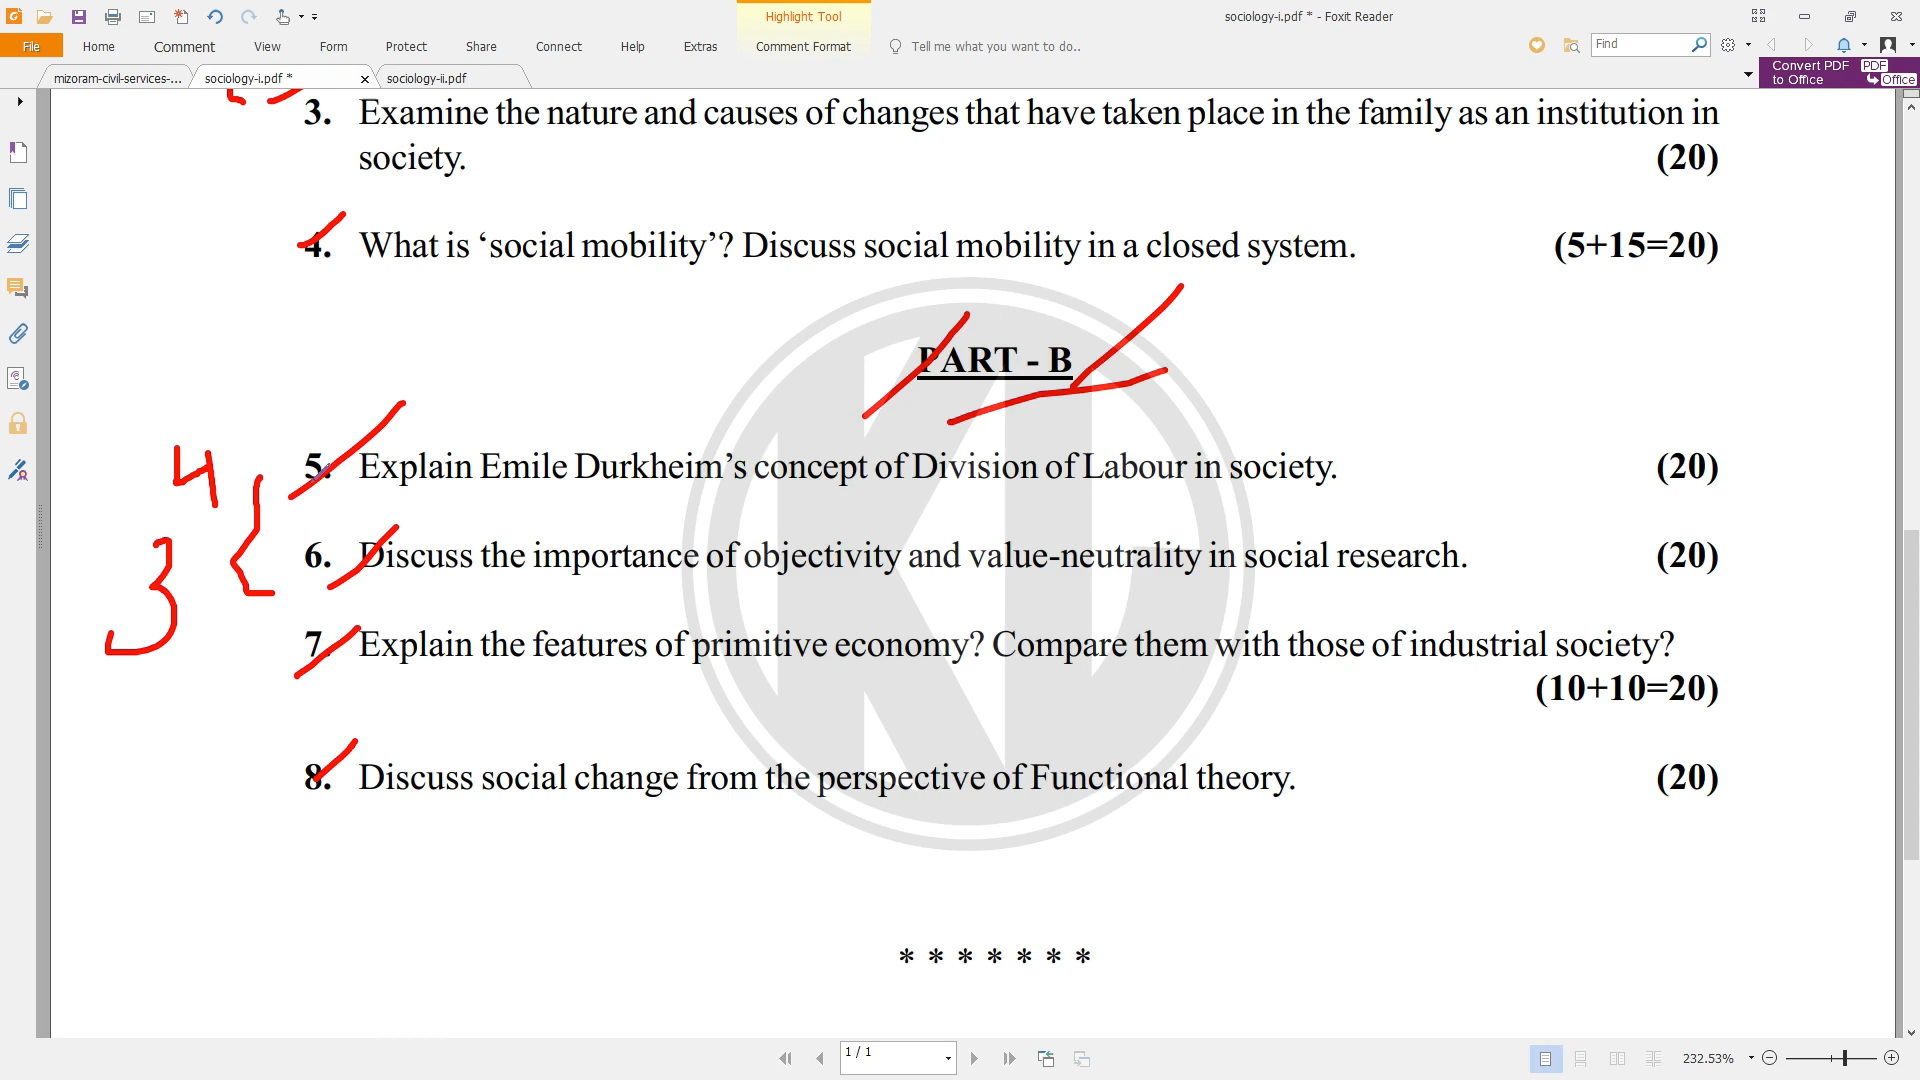 Highlight Tool
sociology-i.pdf * - Foxit Reader
File Home Comment View Form Protect Share Connect Help Extras Comment Format Tell me what you want to do.. Find
mizoram-civil-services-... sociology-i.pdf * x sociology-ii.pdf
Convert PDF to Office PDF Office
3. Examine the nature and causes of changes that have taken place in the family as an institution in
society. (20)
4. What is ‘social mobility’? Discuss social mobility in a closed system. (5+15=20)
PART - B
5. Explain Emile Durkheim’s concept of Division of Labour in society. (20)
4
6. Discuss the importance of objectivity and value-neutrality in social research. (20)
3
7. Explain the features of primitive economy? Compare them with those of industrial society?
(10+10=20)
8. Discuss social change from the perspective of Functional theory. (20)
* * * * * * *
1 / 1
232.53%